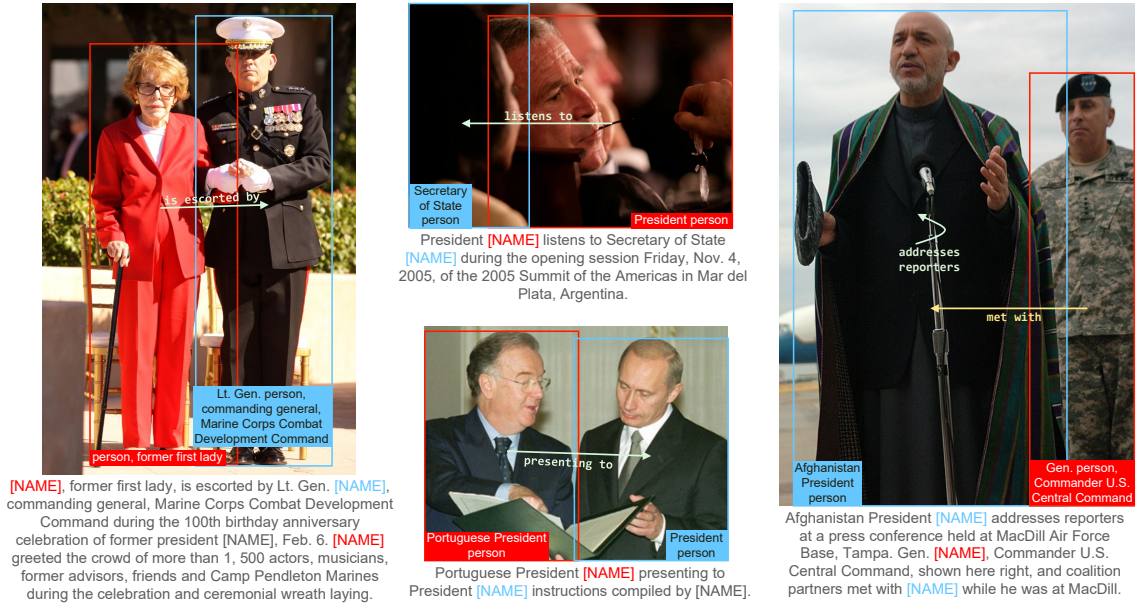 is escorted by
Lt. Gen. person,
commanding general,
Marine Corps Combat
Development Command
person, former first lady
[NAME], former first lady, is escorted by Lt. Gen. [NAME],
commanding general, Marine Corps Combat Development
Command during the 100th birthday anniversary
celebration of former president [NAME], Feb. 6. [NAME]
greeted the crowd of more than 1, 500 actors, musicians,
former advisors, friends and Camp Pendleton Marines
during the celebration and ceremonial wreath laying.
listens to
Secretary
of State
person
President person
President [NAME] listens to Secretary of State
[NAME] during the opening session Friday, Nov. 4,
2005, of the 2005 Summit of the Americas in Mar del
Plata, Argentina.
presenting to
Portuguese President
person
President
person
Portuguese President [NAME] presenting to
President [NAME] instructions compiled by [NAME].
addresses
reporters
met with
Afghanistan
President
person
Gen. person,
Commander U.S.
Central Command
Afghanistan President [NAME] addresses reporters
at a press conference held at MacDill Air Force
Base, Tampa. Gen. [NAME], Commander U.S.
Central Command, shown here right, and coalition
partners met with [NAME] while he was at MacDill.